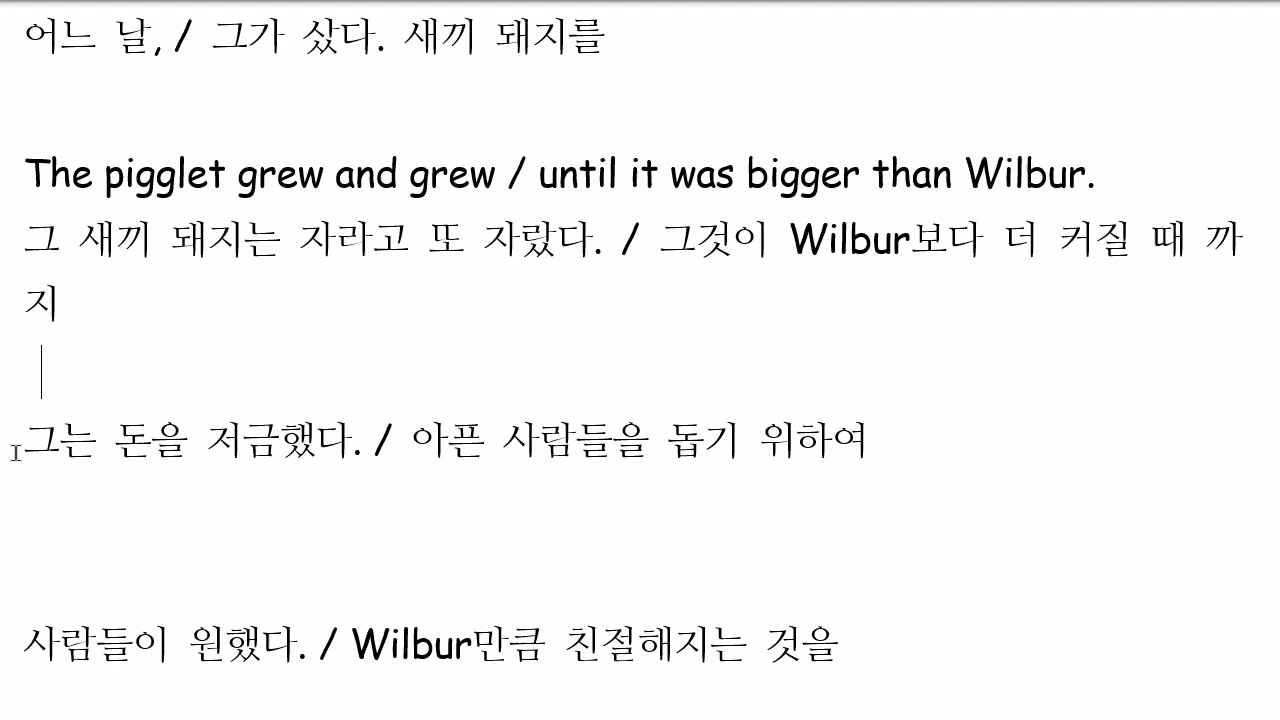 어느 날, / 그가 샀다. 새끼 돼지를
The pigglet grew and grew / until it was bigger than Wilbur.
그 새끼 돼지는 자라고 또 자랐다. / 그것이 Wilbur보다 더 커질 때 까
지
그는 돈을 저금했다. / 아픈 사람들을 돕기 위하여
사람들이 원했다. / Wilbur만큼 친절해지는 것을